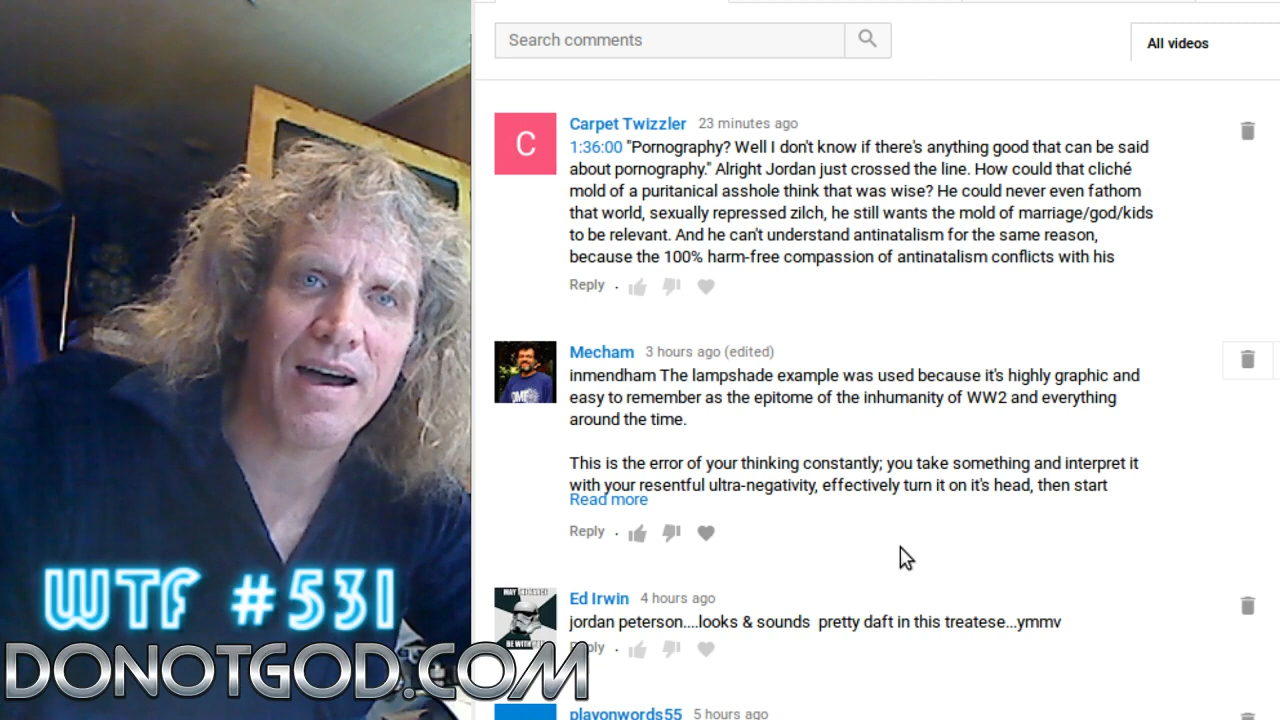 Search comments
All videos
C
Carpet Twizzler 23 minutes ago
1:36:00 "Pornography? Well I don't know if there's anything good that can be said
about pornography." Alright Jordan just crossed the line. How could that cliché
mold of a puritanical asshole think that was wise? He could never even fathom
that world, sexually repressed zilch, he still wants the mold of marriage/god/kids
to be relevant. And he can't understand antinatalism for the same reason,
because the 100% harm-free compassion of antinatalism conflicts with his
Reply .
Mecham 3 hours ago (edited)
inmendham The lampshade example was used because it's highly graphic and
easy to remember as the epitome of the inhumanity of WW2 and everything
around the time.
This is the error of your thinking constantly; you take something and interpret it
with your resentful ultra-negativity, effectively turn it on it's head, then start
Read more
Reply .
Ed Irwin 4 hours ago
jordan peterson....looks & sounds pretty daft in this treatese...ymmv
Reply .
playonwords55 5 hours ago
WTF #531
DONOTGOD.COM